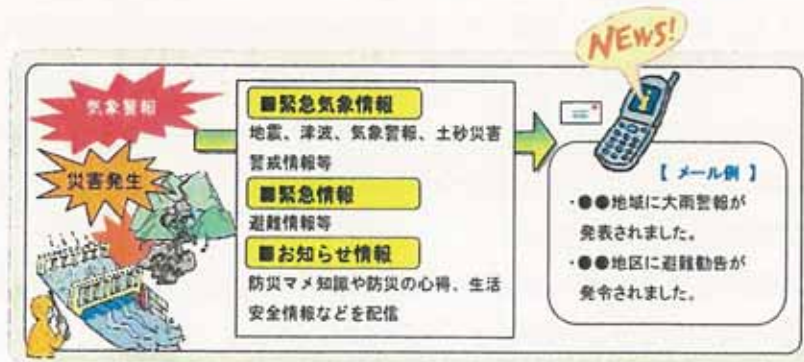 NEWS!
気象警報
災害発生
■緊急気象情報
地震、津波、気象警報、土砂災害
警戒情報等
■緊急情報
避難情報等
■お知らせ情報
防災マメ知識や防災の心得、生活
安全情報などを配信
【 メール例 】
・●●地域に大雨警報が
発表されました。
・●●地区に避難勧告が
発令されました。